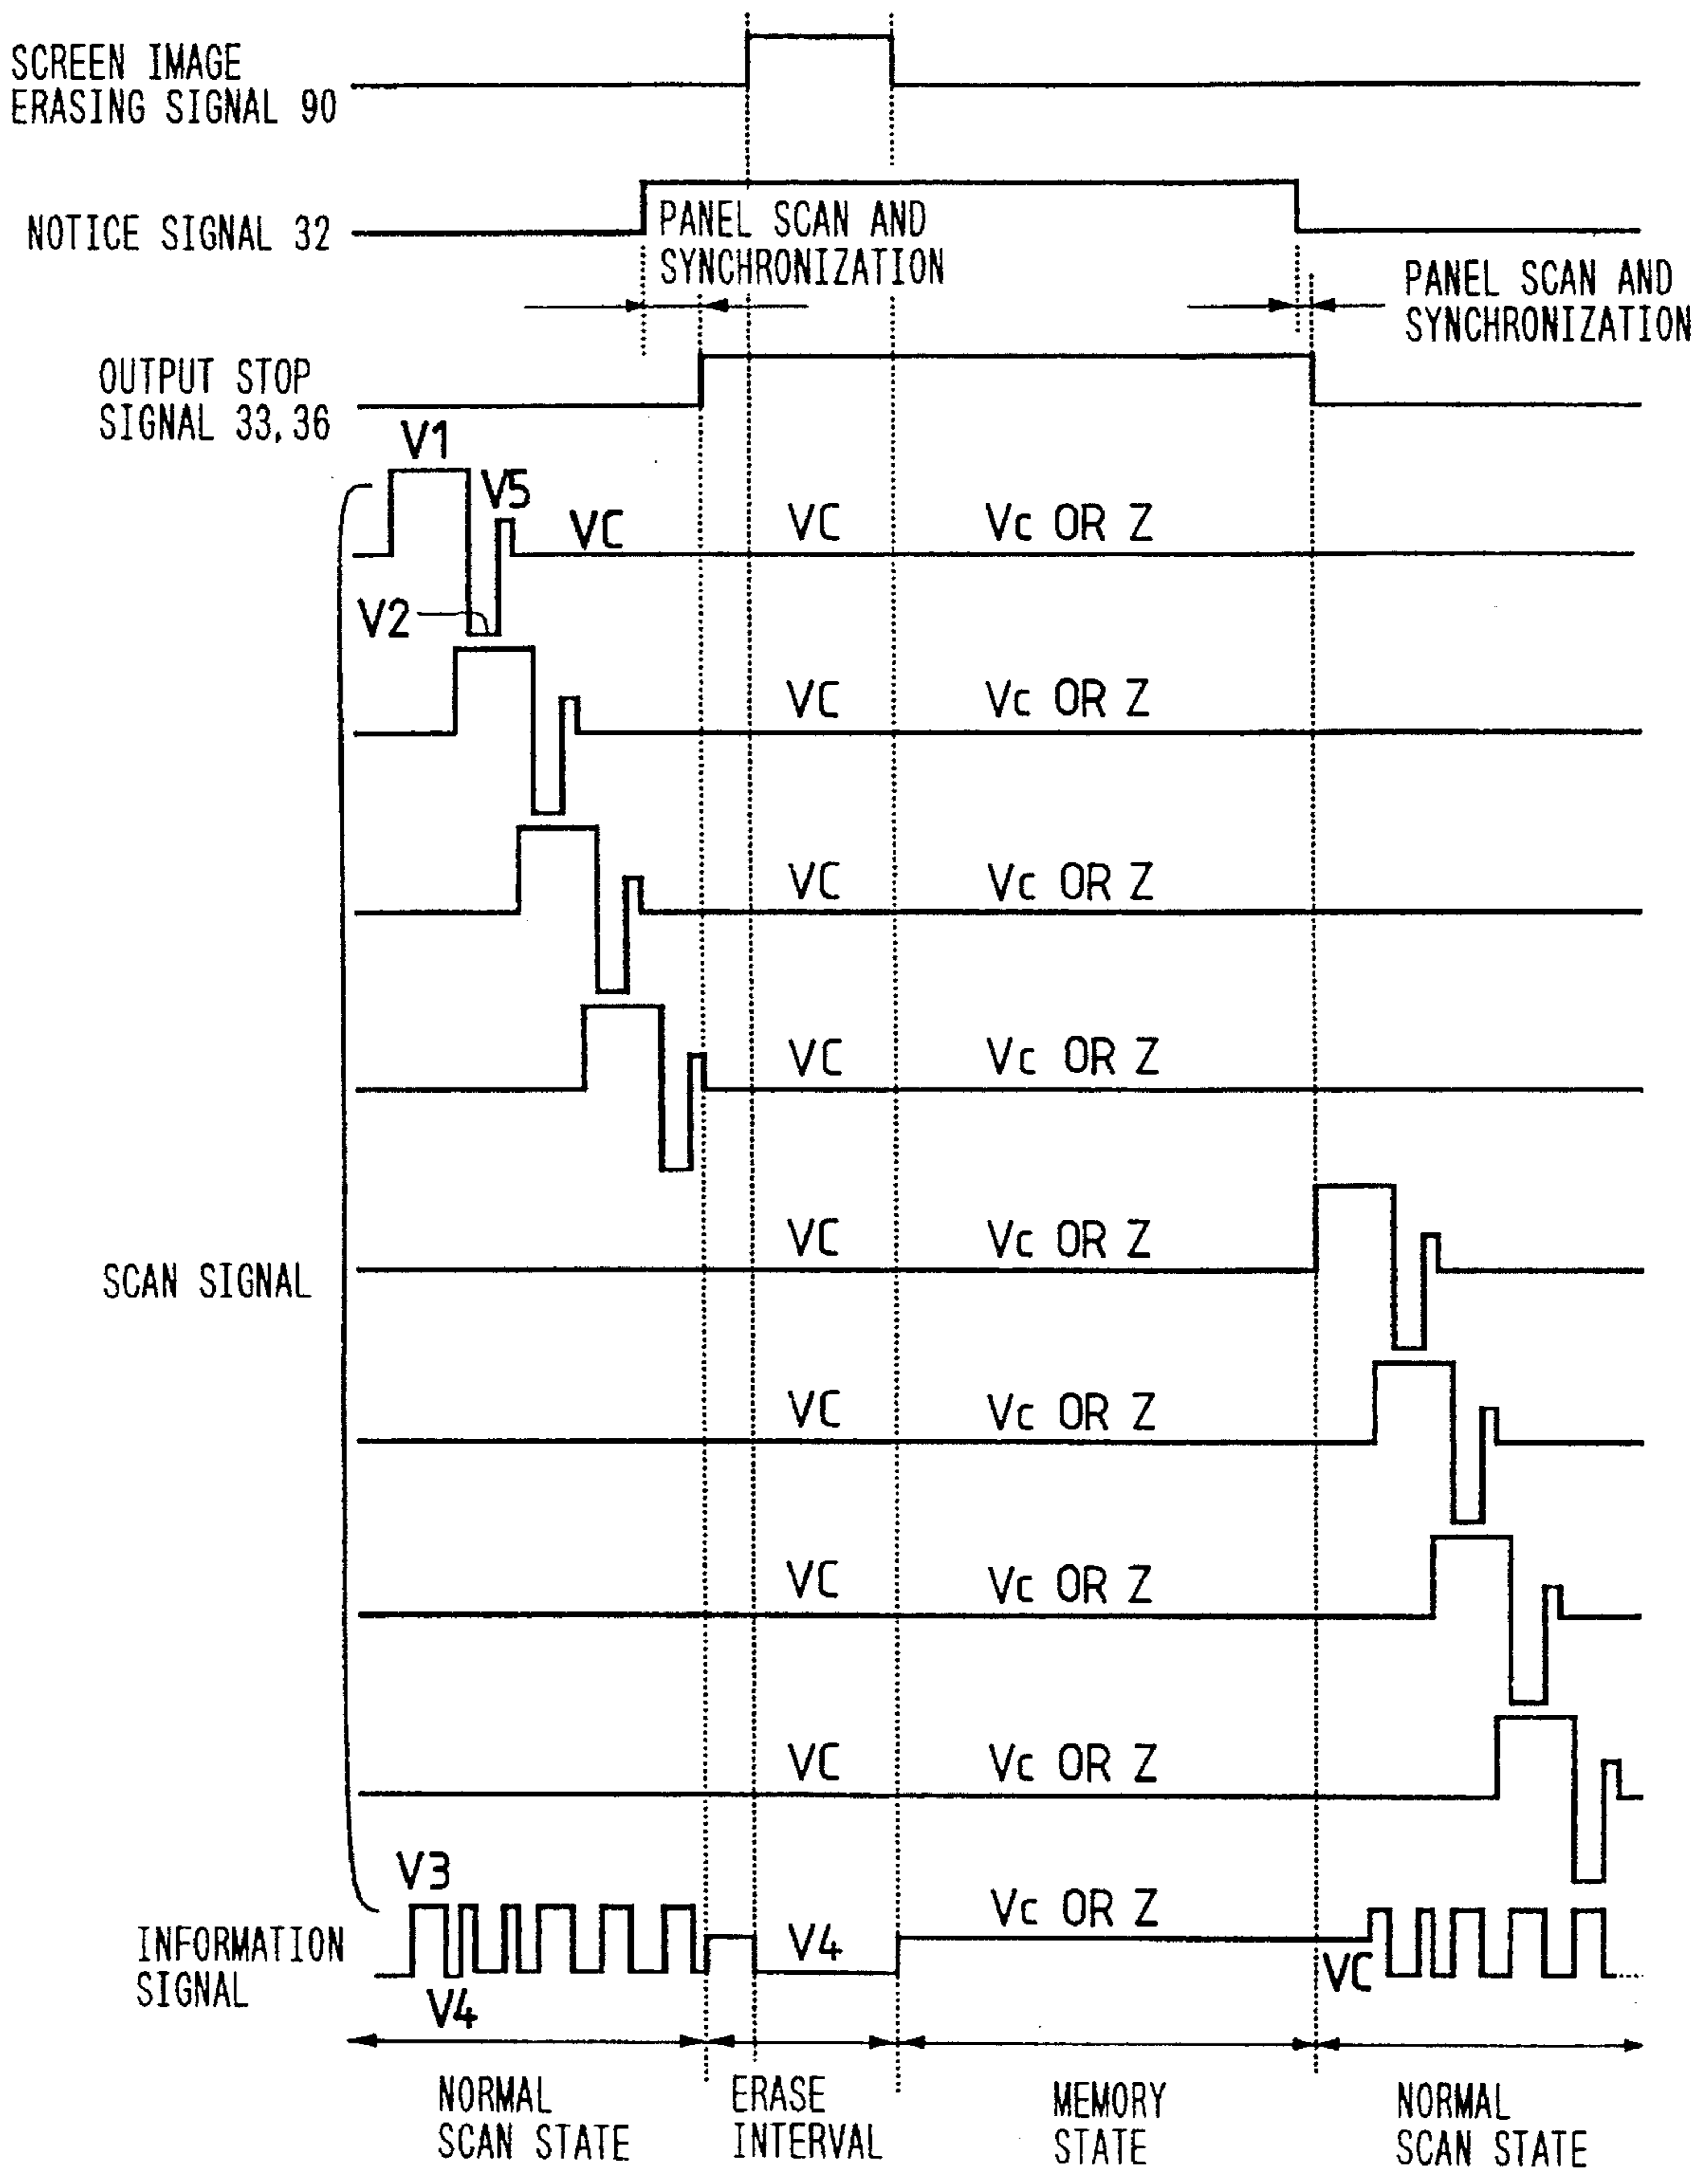 SCREEN IMAGE
ERASING SIGNAL 90
NOTICE SIGNAL 32
PANEL SCAN AND
SYNCHRONIZATION
PANEL SCAN AND
SYNCHRONIZATION
OUTPUT STOP
SIGNAL 33, 36
V1
V5
VC
VC
Vc OR Z
V2
VC
Vc OR Z
VC
Vc OR Z
VC
Vc OR Z
SCAN SIGNAL
VC
Vc OR Z
VC
Vc OR Z
VC
Vc OR Z
VC
Vc OR Z
INFORMATION
SIGNAL
V3
V4
V4
Vc OR Z
VC
NORMAL
SCAN STATE
ERASE
INTERVAL
MEMORY
STATE
NORMAL
SCAN STATE